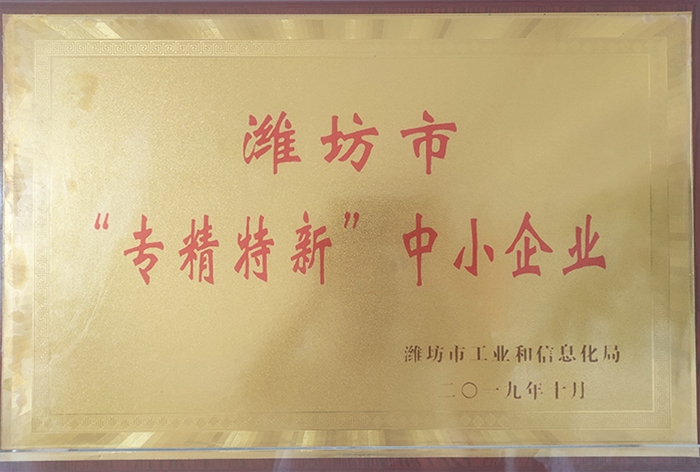 潍坊市
“专精特新”中小企业
潍坊市工业和信息化局
二〇一九年十月